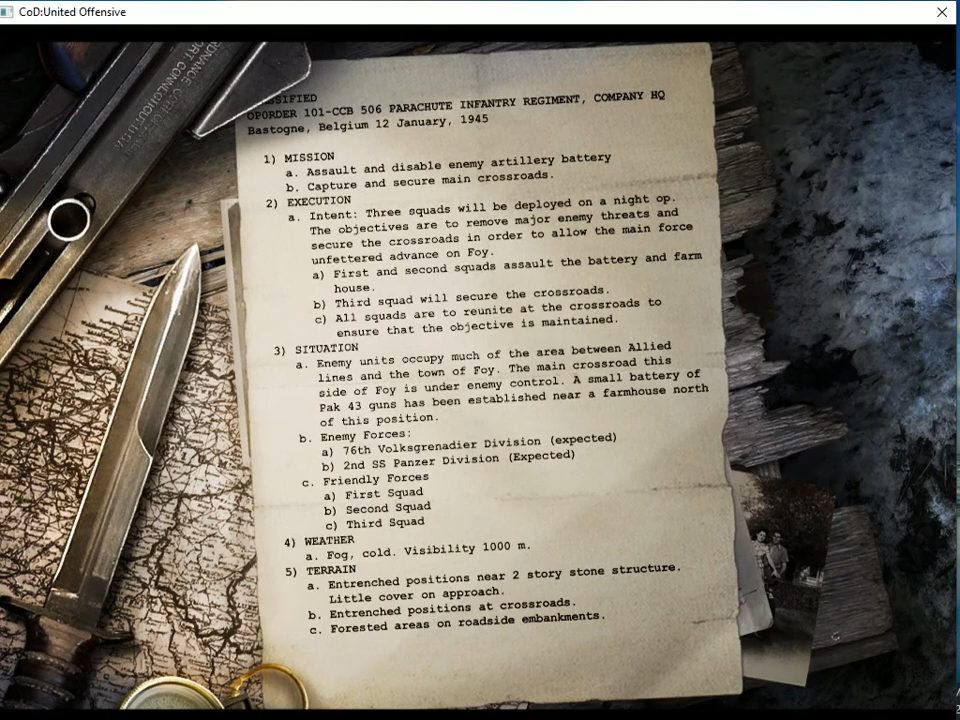 CoD:United Offensive
ORDNANCE
PORT, CONNECTICUT
SSIFIED
OPORDER 101-CCB 506 PARACHUTE INFANTRY REGIMENT, COMPANY HQ
Bastogne, Belgium 12 January, 1945
1) MISSION
a. Assault and disable enemy artillery battery
b. Capture and secure main crossroads.
2) EXECUTION
a. Intent: Three squads will be deployed on a night op.
The objectives are to remove major enemy threats and
secure the crossroads in order to allow the main force
unfettered advance on Foy.
a) First and second squads assault the battery and farm
house.
b) Third squad will secure the crossroads.
c) All squads are to reunite at the crossroads to
ensure that the objective is maintained.
3) SITUATION
a. Enemy units occupy much of the area between Allied
lines and the town of Foy. The main crossroad this
side of Foy is under enemy control. A small battery of
Pak 43 guns has been established near a farmhouse north
of this position.
b. Enemy Forces:
a) 76th Volksgrenadier Division (expected)
b) 2nd SS Panzer Division (Expected)
c. Friendly Forces
a) First Squad
b) Second Squad
c) Third Squad
4) WEATHER
a. Fog, cold. Visibility 1000 m.
5) TERRAIN
a. Entrenched positions near 2 story stone structure.
Little cover on approach.
b. Entrenched positions at crossroads.
c. Forested areas on roadside embankments.